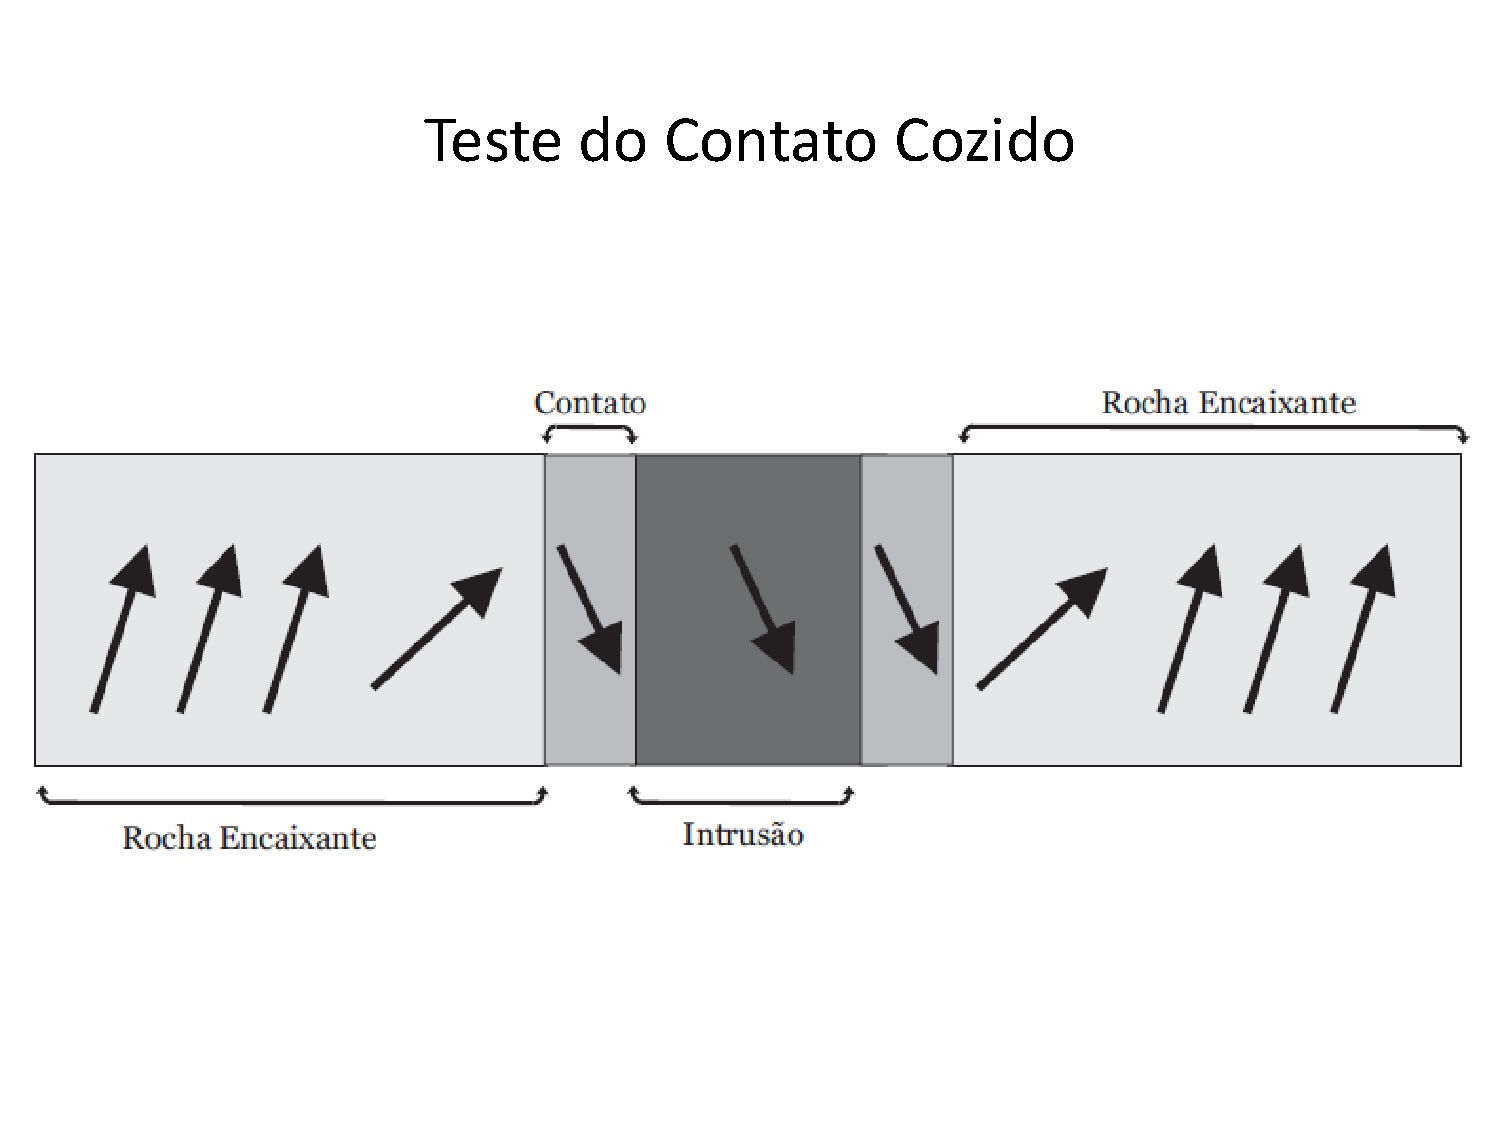 Teste do Contato Cozido
Contato
Rocha Encaixante
Rocha Encaixante
Intrusão